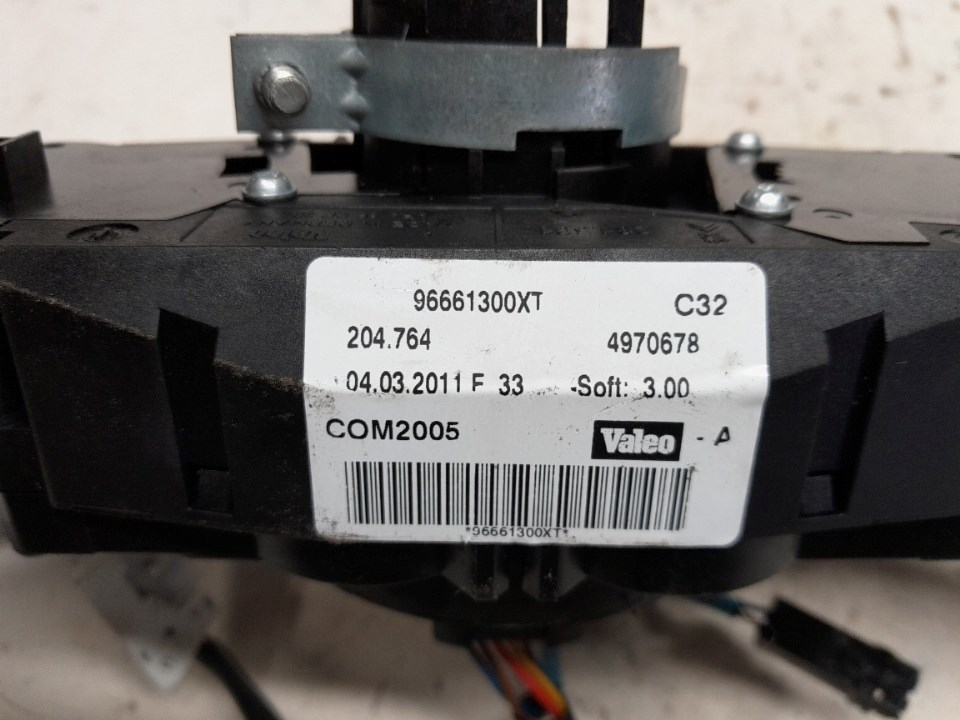 96661300XT C32
204.764 4970678
04.03.2011 F 33 -Soft: 3.00
COM2005 Valeo - A
*96661300XT*